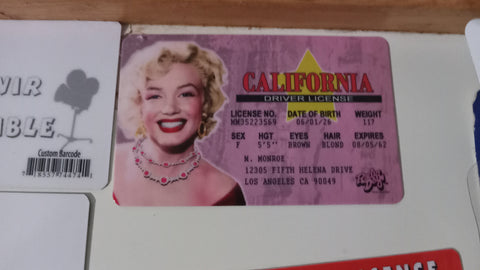 VIR
IBLE
Custom Barcode
CALIFORNIA
DRIVER LICENSE
LICENSE NO. DATE OF BIRTH WEIGHT
MW35223569 06/01/26 117
SEX HGT EYES HAIR EXPIRES
F 5'5" BROWN BLOND 08/05/62
N. MONROE
12305 FIFTH HELENA DRIVE
LOS ANGELES CA 90049
ENSE